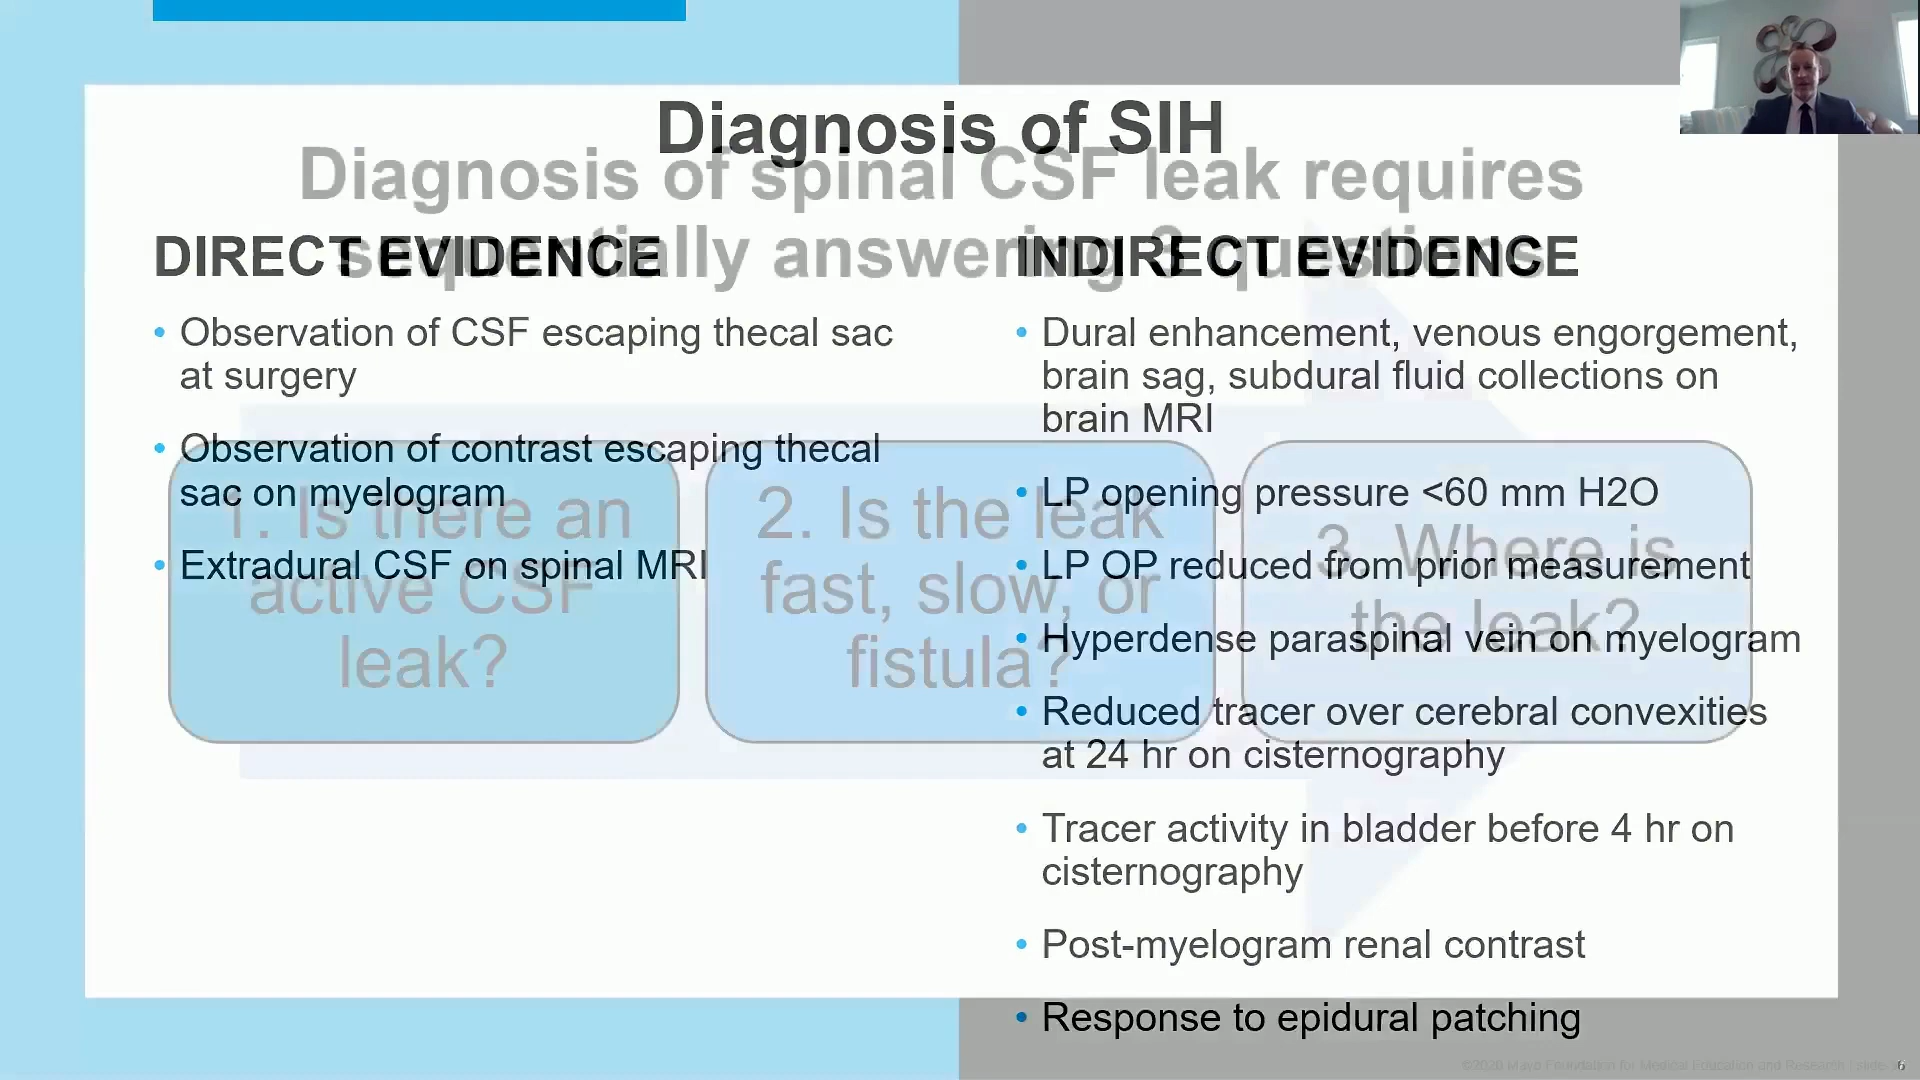 Diagnosis of SIH
Diagnosis of spinal CSF leak requires
sequentially answering 3 questions
DIRECT EVIDENCE
• Observation of CSF escaping thecal sac
at surgery
• Observation of contrast escaping thecal
sac on myelogram
• Extradural CSF on spinal MRI
INDIRECT EVIDENCE
• Dural enhancement, venous engorgement,
brain sag, subdural fluid collections on
brain MRI
• LP opening pressure <60 mm H2O
• LP OP reduced from prior measurement
• Hyperdense paraspinal vein on myelogram
• Reduced tracer over cerebral convexities
at 24 hr on cisternography
• Tracer activity in bladder before 4 hr on
cisternography
• Post-myelogram renal contrast
• Response to epidural patching
1. Is there an
active CSF
leak?
2. Is the leak
fast, slow, or
fistula?
3. Where is
the leak?
©2020 Mayo Foundation for Medical Education and Research | slide-